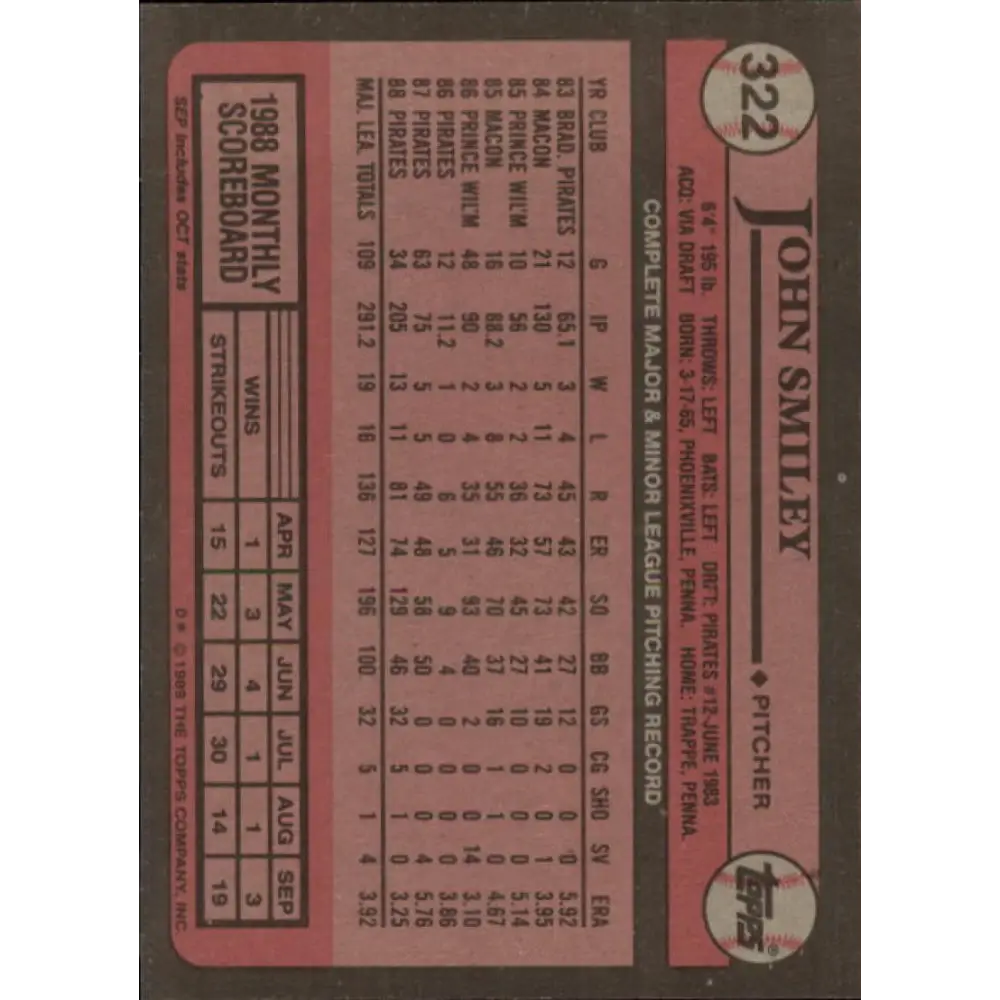 322
JOHN SMILEY ♦ PITCHER
topps®
6'4" 195 lb. THROWS: LEFT BATS: LEFT DRFT: PIRATES #12-JUNE 1983
ACQ: VIA DRAFT BORN: 3-17-65, PHOENIXVILLE, PENNA. HOME: TRAPPE, PENNA.
COMPLETE MAJOR & MINOR LEAGUE PITCHING RECORD
YR CLUB G IP W L R ER SO BB GS CG SHO SV ERA
83 BRAD. PIRATES 12 65.1 3 4 45 43 42 27 12 0 0 0 5.92
84 MACON 21 130 5 11 73 57 73 41 19 2 0 1 3.95
85 PRINCE WIL'M 10 56 2 2 36 32 45 27 10 0 0 0 5.14
85 MACON 16 88.2 3 8 55 46 70 37 16 1 1 0 4.67
86 PRINCE WIL'M 48 90 2 4 35 31 93 40 2 0 0 14 3.10
86 PIRATES 12 11.2 1 0 6 5 9 4 0 0 0 0 3.86
87 PIRATES 63 75 5 5 49 48 58 50 0 0 0 4 5.76
88 PIRATES 34 205 13 11 81 74 129 46 32 5 1 0 3.25
MAJ. LEA. TOTALS 109 291.2 19 16 136 127 196 100 32 5 1 4 3.92
1988 MONTHLY
SCOREBOARD
APR MAY JUN JUL AUG SEP
WINS 1 3 4 1 1 3
STRIKEOUTS 15 22 29 30 14 19
SEP includes OCT stats
D* © 1989 THE TOPPS COMPANY, INC.